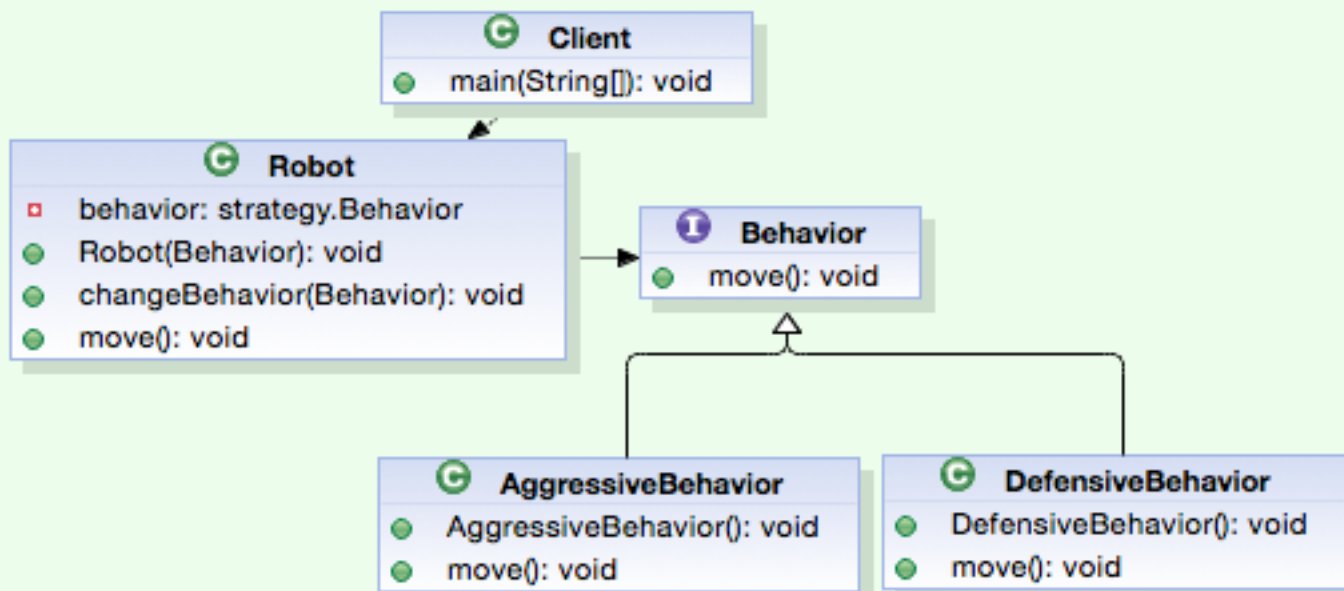 C Client
main(String[]): void
C Robot
behavior: strategy.Behavior
Robot(Behavior): void
changeBehavior(Behavior): void
move(): void
I Behavior
move(): void
C AggressiveBehavior
AggressiveBehavior(): void
move(): void
C DefensiveBehavior
DefensiveBehavior(): void
move(): void